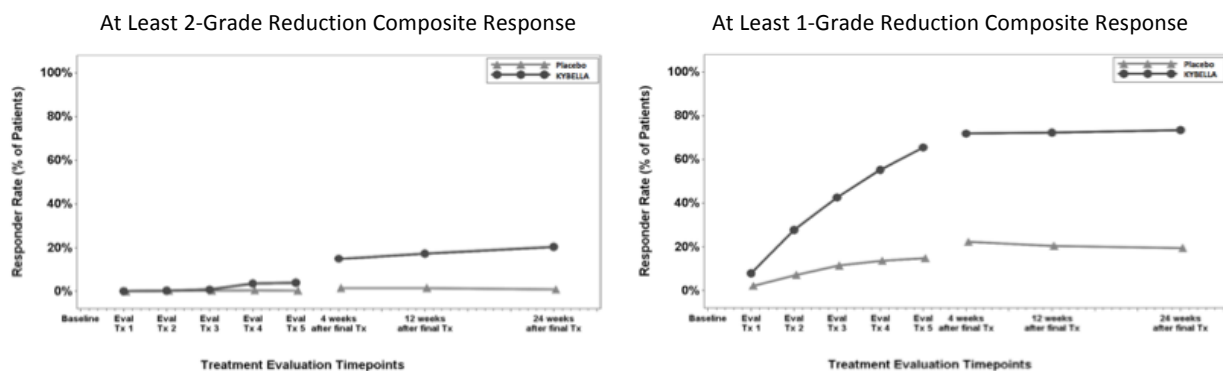 At Least 2-Grade Reduction Composite Response
Placebo
KYBELLA
100%
80%
60%
40%
20%
0%
Responder Rate (% of Patients)
Baseline Eval Eval Eval Eval Eval 4 weeks 12 weeks 24 weeks
Tx 1 Tx 2 Tx 3 Tx 4 Tx 5 after final Tx after final Tx after final Tx
Treatment Evaluation Timepoints
At Least 1-Grade Reduction Composite Response
Placebo
KYBELLA
100%
80%
60%
40%
20%
0%
Responder Rate (% of Patients)
Baseline Eval Eval Eval Eval Eval 4 weeks 12 weeks 24 weeks
Tx 1 Tx 2 Tx 3 Tx 4 Tx 5 after final Tx after final Tx after final Tx
Treatment Evaluation Timepoints